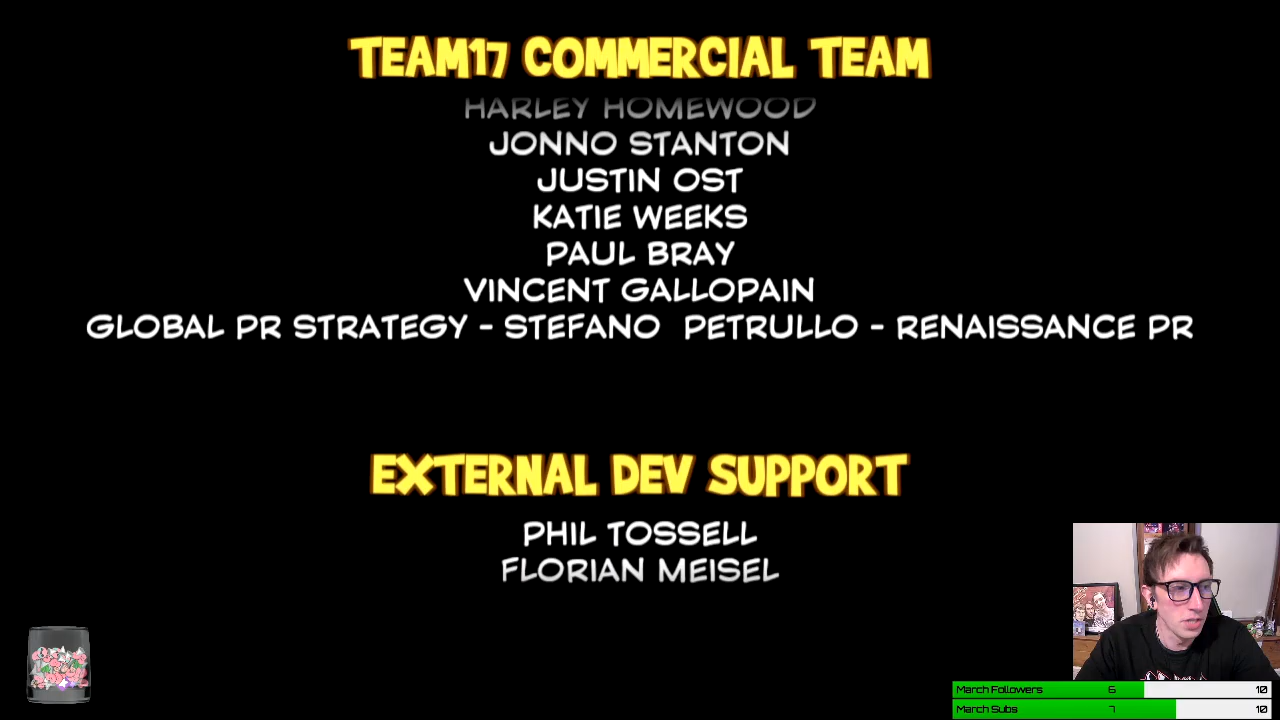 TEAM17 COMMERCIAL TEAM
HARLEY HOMEWOOD
JONNO STANTON
JUSTIN OST
KATIE WEEKS
PAUL BRAY
VINCENT GALLOPAIN
GLOBAL PR STRATEGY - STEFANO  PETRULLO - RENAISSANCE PR
EXTERNAL DEV SUPPORT
PHIL TOSSELL
FLORIAN MEISEL
March Followers 6 10
March Subs 7 10